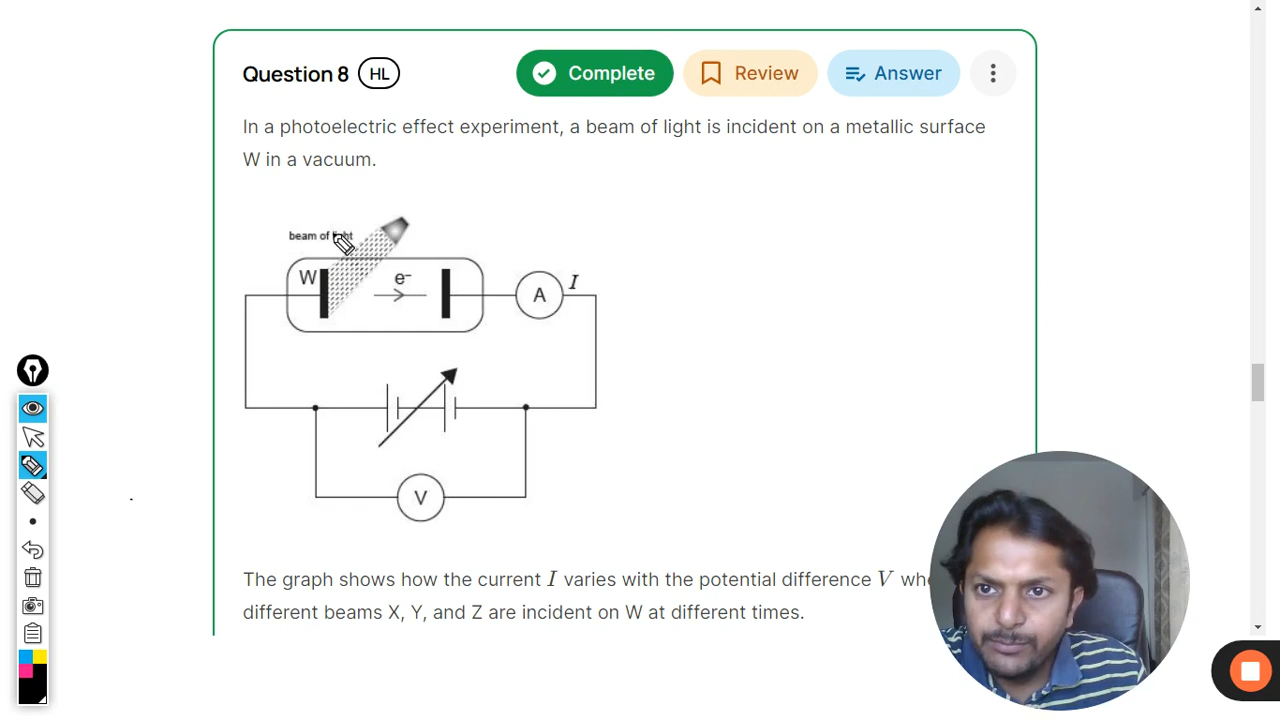 Question 8 HL Complete Review Answer
In a photoelectric effect experiment, a beam of light is incident on a metallic surface
W in a vacuum.
beam of light
W e⁻ A I
V
The graph shows how the current I varies with the potential difference V
different beams X, Y, and Z are incident on W at different times.